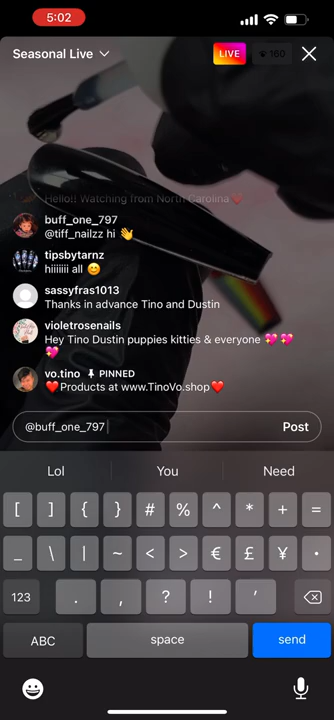 5:02
Seasonal Live
LIVE
160
Hello!! Watching from North Carolina❤️
buff_one_797
@tiff_nailzz hi 👋
tipsbytarnz
hiiiiiii all 😊
sassyfras1013
Thanks in advance Tino and Dustin
violetrosenails
Hey Tino Dustin puppies kitties & everyone 💖💖
💖
vo.tino 📌 PINNED
❤️Products at www.TinoVo.shop❤️
@buff_one_797
Post
Lol You Need
[ ] { } # % ^ * + =
_ \ | ~ < > € £ ¥ •
123 . , ? ! ’
ABC space send